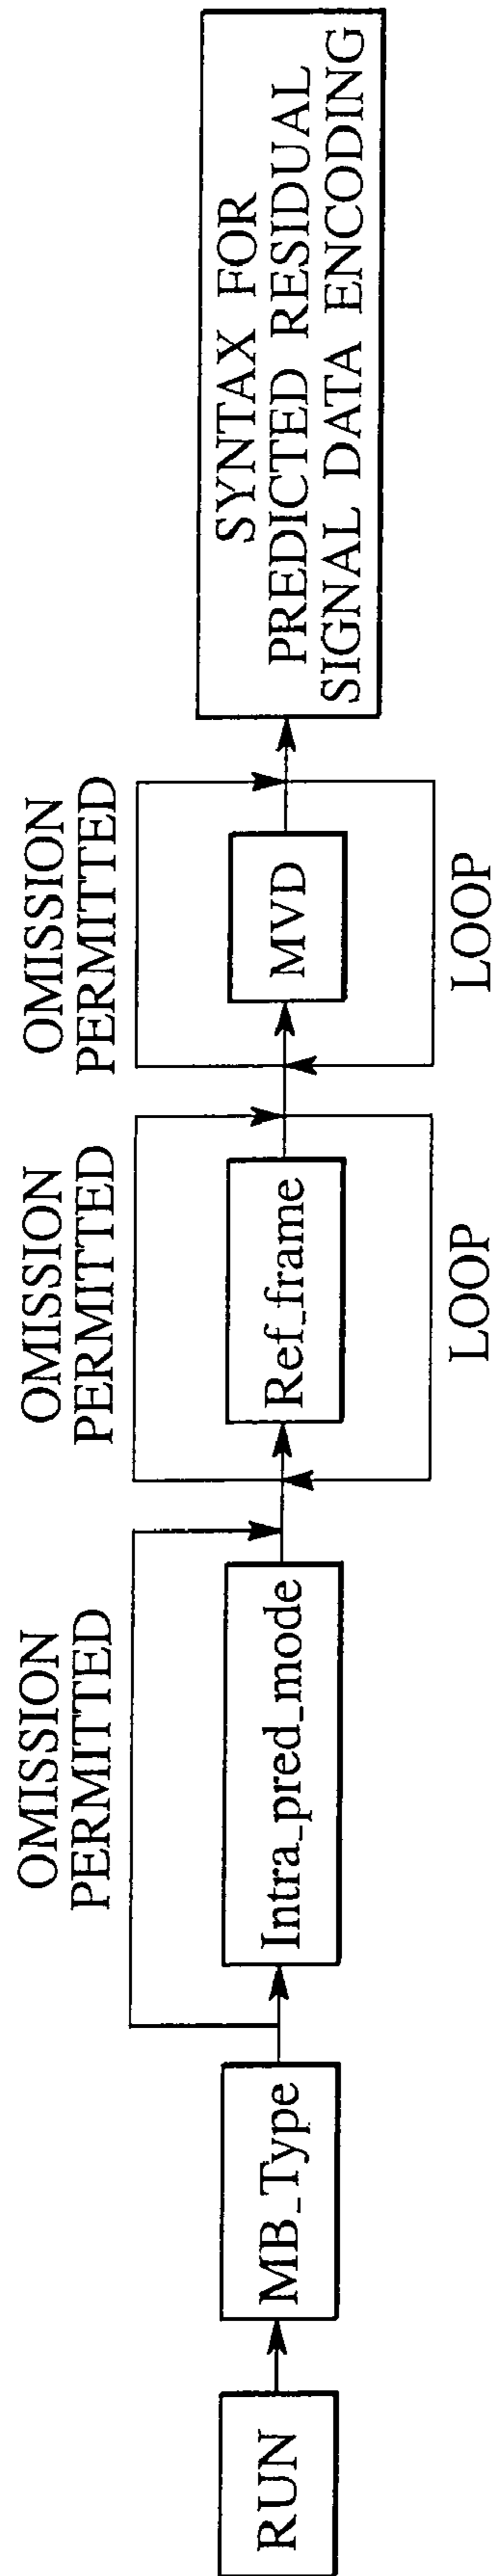 RUN
MB_Type
OMISSION
PERMITTED
Intra_pred_mode
OMISSION
PERMITTED
Ref_frame
LOOP
OMISSION
PERMITTED
MVD
LOOP
SYNTAX FOR
PREDICTED RESIDUAL
SIGNAL DATA ENCODING